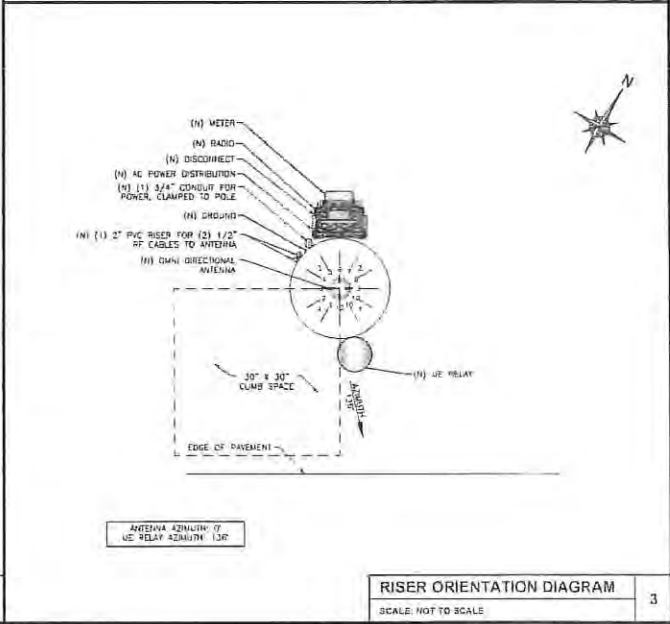 N
(N) METER
(N) RADIO
(N) DISCONNECT
(N) AC POWER DISTRIBUTION
(N) (1) 3/4" CONDUIT FOR
POWER, CLAMPED TO POLE
(N) GROUND
(N) (1) 2" PVC RISER FOR (2) 1/2"
RF CABLES TO ANTENNA
(N) OMNI DIRECTIONAL
ANTENNA
30" X 30"
CLIMB SPACE
(N) UE RELAY
AZIMUTH
136°
EDGE OF PAVEMENT
ANTENNA AZIMUTH: 0°
UE RELAY AZIMUTH: 136°
RISER ORIENTATION DIAGRAM
SCALE: NOT TO SCALE
3